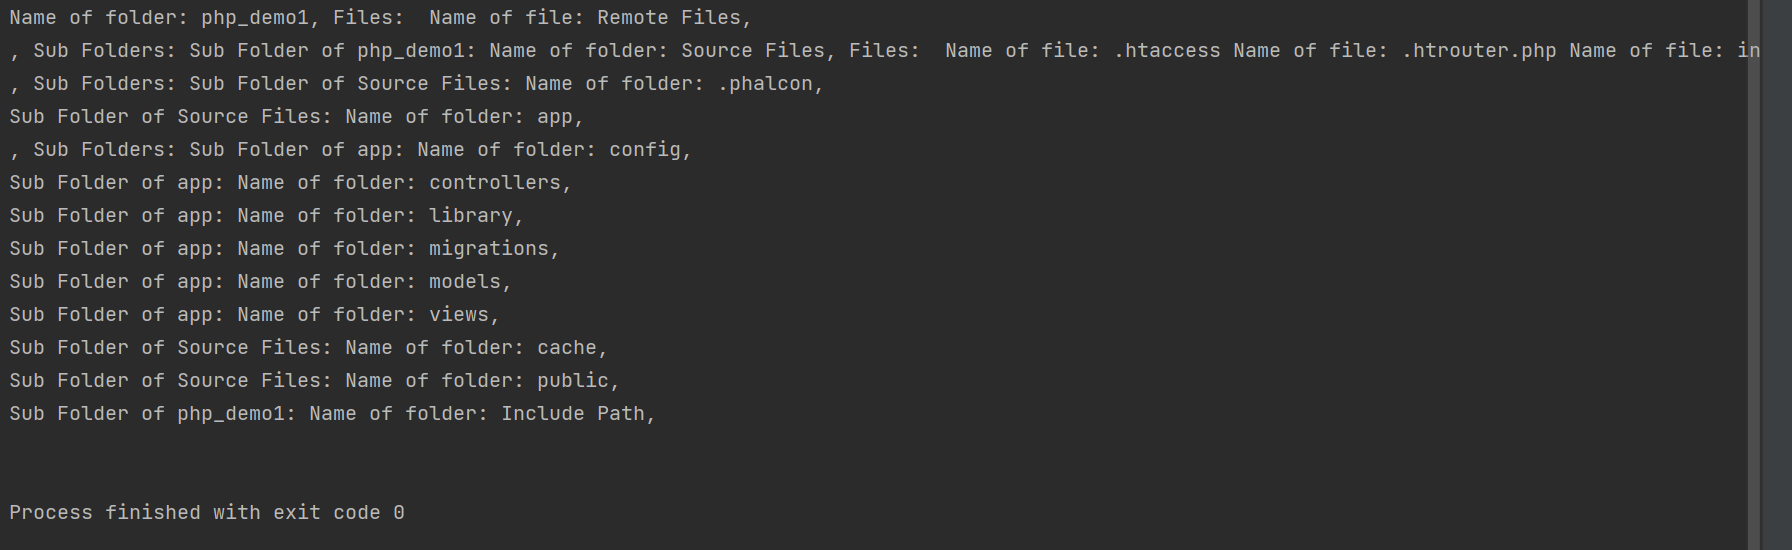 Name of folder: php_demo1, Files:  Name of file: Remote Files,
, Sub Folders: Sub Folder of php_demo1: Name of folder: Source Files, Files:  Name of file: .htaccess Name of file: .htrouter.php Name of file: in
, Sub Folders: Sub Folder of Source Files: Name of folder: .phalcon,
Sub Folder of Source Files: Name of folder: app,
, Sub Folders: Sub Folder of app: Name of folder: config,
Sub Folder of app: Name of folder: controllers,
Sub Folder of app: Name of folder: library,
Sub Folder of app: Name of folder: migrations,
Sub Folder of app: Name of folder: models,
Sub Folder of app: Name of folder: views,
Sub Folder of Source Files: Name of folder: cache,
Sub Folder of Source Files: Name of folder: public,
Sub Folder of php_demo1: Name of folder: Include Path,
Process finished with exit code 0